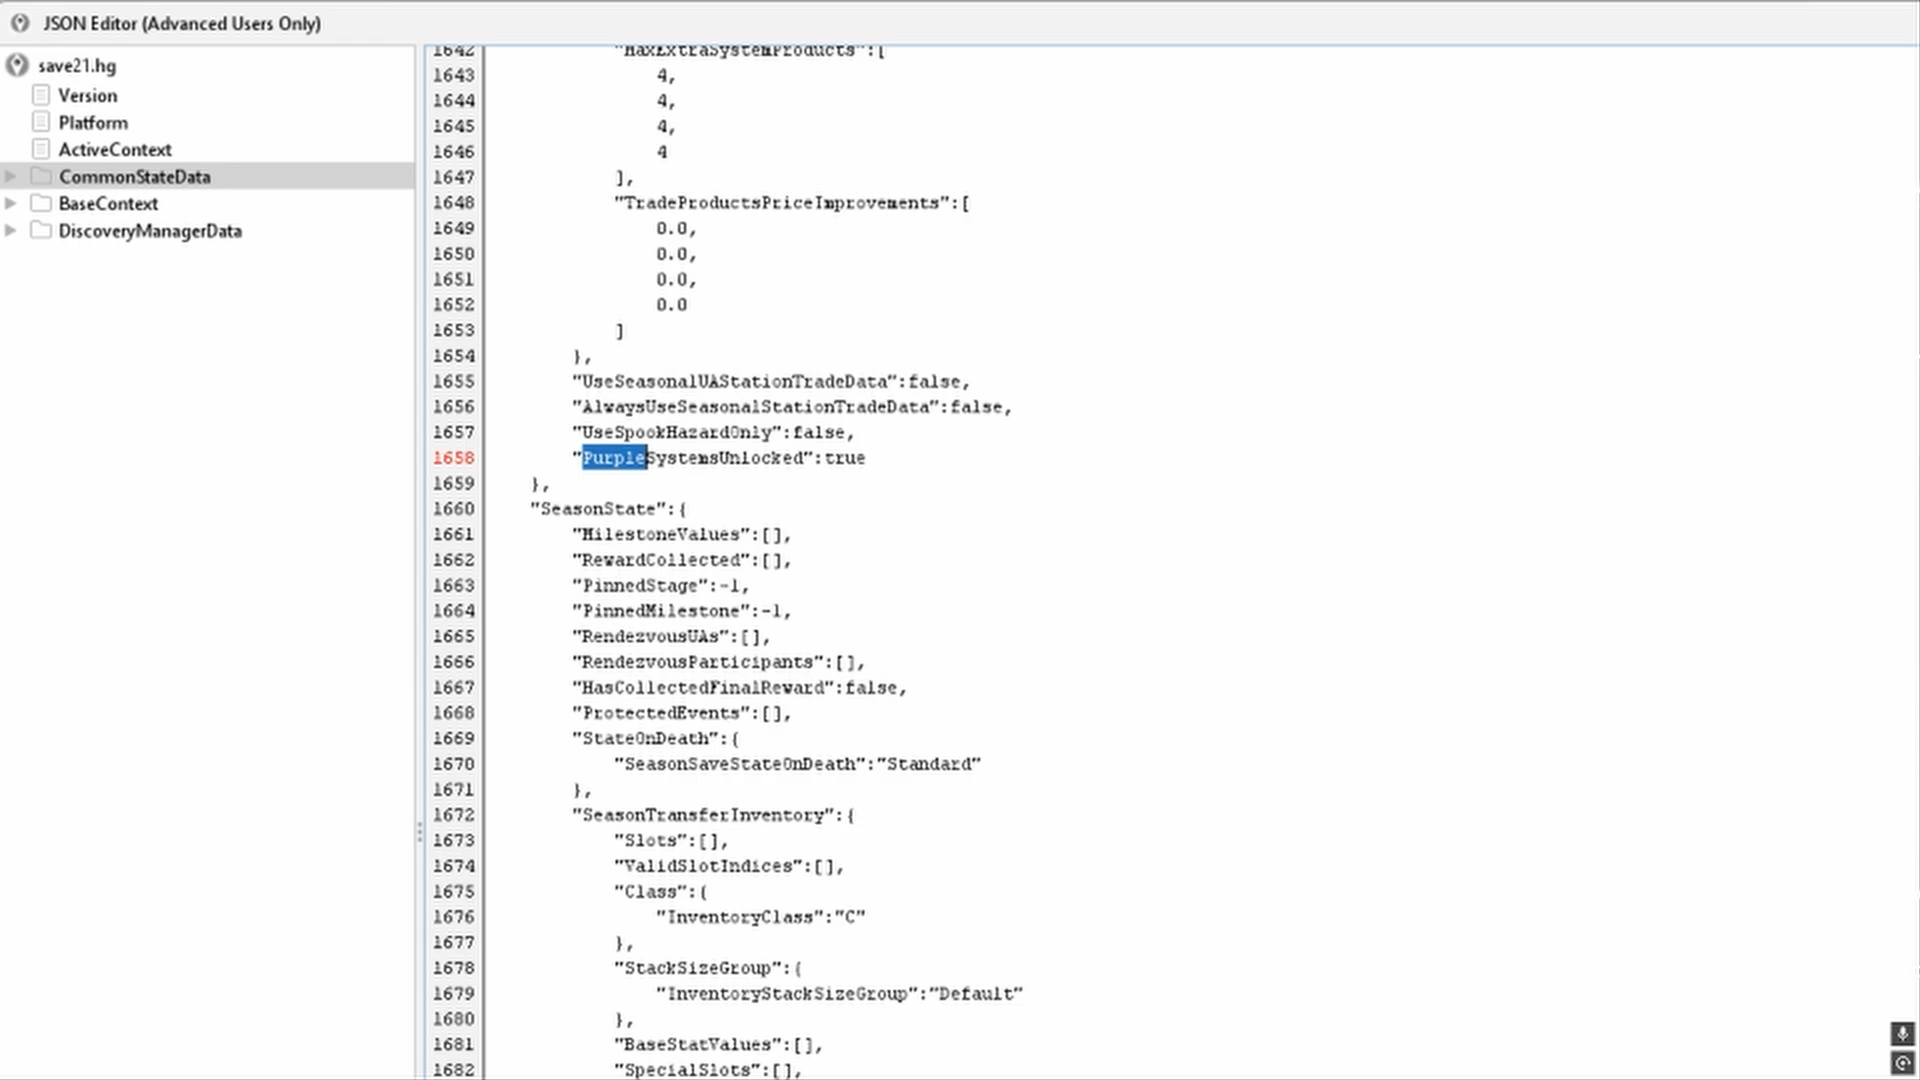 JSON Editor (Advanced Users Only)
save21.hg
Version
Platform
ActiveContext
CommonStateData
BaseContext
DiscoveryManagerData
1642 "MaxExtraSystemProducts":[
1643 4,
1644 4,
1645 4,
1646 4
1647 ],
1648 "TradeProductsPriceImprovements":[
1649 0.0,
1650 0.0,
1651 0.0,
1652 0.0
1653 ]
1654 },
1655 "UseSeasonalUAStationTradeData":false,
1656 "AlwaysUseSeasonalStationTradeData":false,
1657 "UseSpookHazardOnly":false,
1658 "PurpleSystemsUnlocked":true
1659 },
1660 "SeasonState":{
1661 "MilestoneValues":[],
1662 "RewardCollected":[],
1663 "PinnedStage":-1,
1664 "PinnedMilestone":-1,
1665 "RendezvousUAs":[],
1666 "RendezvousParticipants":[],
1667 "HasCollectedFinalReward":false,
1668 "ProtectedEvents":[],
1669 "StateOnDeath":{
1670 "SeasonSaveStateOnDeath":"Standard"
1671 },
1672 "SeasonTransferInventory":{
1673 "Slots":[],
1674 "ValidSlotIndices":[],
1675 "Class":{
1676 "InventoryClass":"C"
1677 },
1678 "StackSizeGroup":{
1679 "InventoryStackSizeGroup":"Default"
1680 },
1681 "BaseStatValues":[],
1682 "SpecialSlots":[],